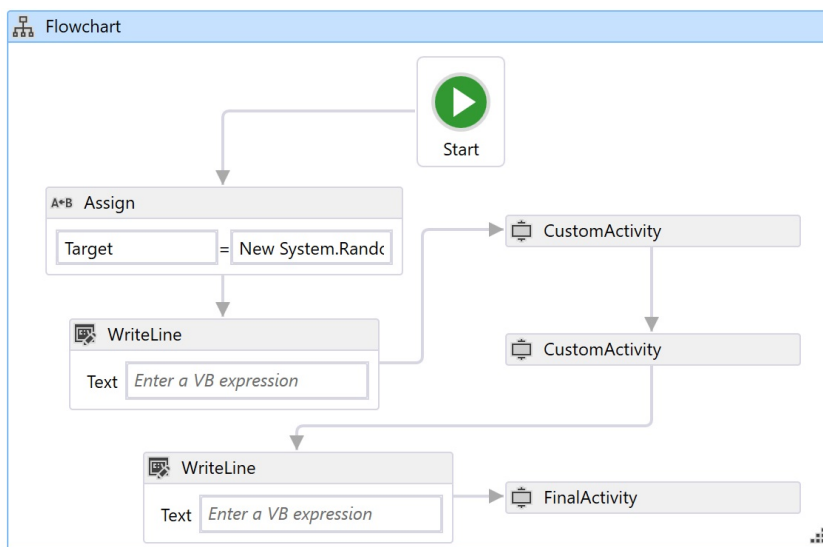 Flowchart
Start
A←B Assign
Target = New System.Rando
CustomActivity
WriteLine
Text Enter a VB expression
CustomActivity
WriteLine
Text Enter a VB expression
FinalActivity